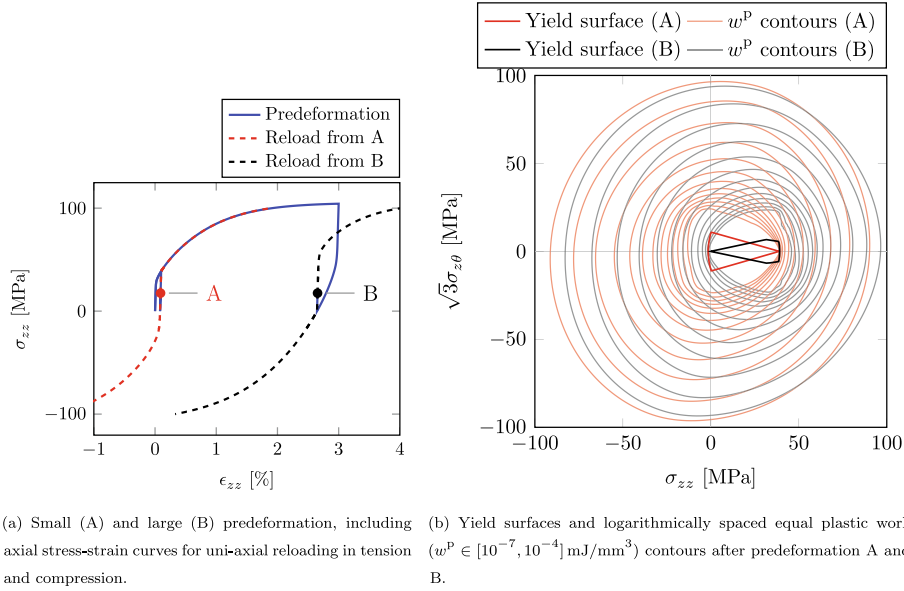 Yield surface (A)
w^p contours (A)
Yield surface (B)
w^p contours (B)
Predeformation
Reload from A
Reload from B
100
0
−100
σ_zz [MPa]
A
B
−1
0
1
2
3
4
ϵ_zz [%]
100
50
0
−50
−100
√3σ_zθ [MPa]
−100
−50
0
50
100
σ_zz [MPa]
(a) Small (A) and large (B) predeformation, including
axial stress-strain curves for uni-axial reloading in tension
and compression.
(b) Yield surfaces and logarithmically spaced equal plastic work
(w^p ∈ [10^−7, 10^−4] mJ/mm^3) contours after predeformation A and
B.